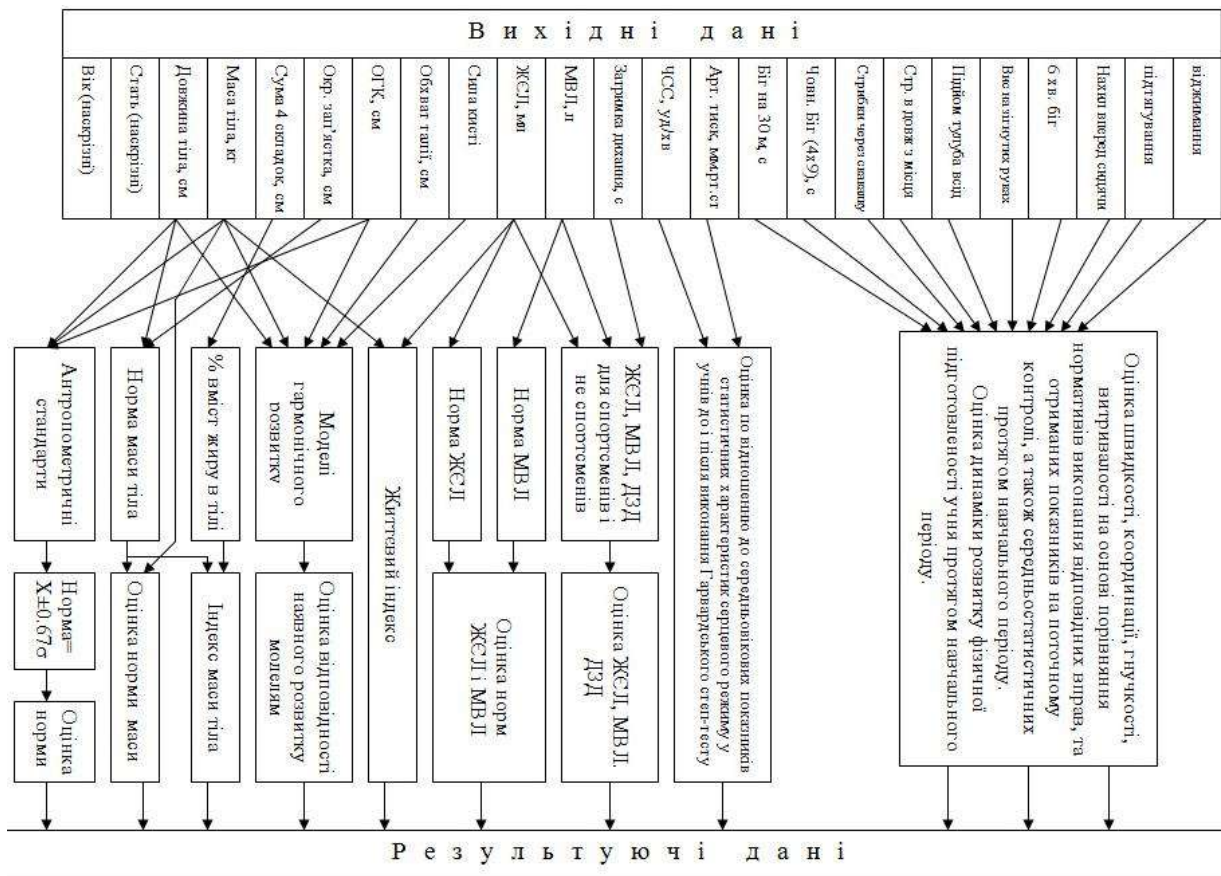 Вихідні дані
Вік (наскрізні)
Стать (наскрізні)
Довжина тіла, см
Маса тіла, кг
Сума 4 складок, см
Окр. зап'ястка, см
ОГК, см
Обхват талії, см
Сила кисті
ЖЄЛ, мл
МВЛ, л
Затримка дихання, с
ЧСС, уд/хв
Арт. тиск, мм.рт.ст
Біг на 30 м, с
Човн. Біг (4х9), с
Стрибки через скакалку
Стр. в довж з місця
Підйом тулуба в сід
Вис на зігнутих руках
6 хв. біг
Нахил вперед сидячи
підтягування
віджимання
Антропометричні
стандарти
Норма маси тіла
% вміст жиру в тілі
Моделі
гармонічного
розвитку
Життєвий індекс
Норма ЖЄЛ
Норма МВЛ
ЖЄЛ, МВЛ, ДЗД
для спортсменів і
не спортсменів
Оцінка по відношенню до середньовікових показників
статистичних характеристик серцевого режиму у
учнів до і після виконання Гарвардського степ-тесту
Оцінка швидкості, координації, гнучкості,
витривалості на основі порівняння
нормативів виконання відповідних вправ, та
отриманих показників на поточному
контролі, а також середньостатистичних
протягом навчального періоду.
Оцінка динаміки розвитку фізичної
підготовленості учня протягом навчального
періоду.
Норма=
X±0.67σ
Оцінка
норми
Оцінка норми маси
Індекс маси тіла
Оцінка відповідності
наявного розвитку
моделям
Оцінка норм
ЖЄЛ і МВЛ
Оцінка ЖЄЛ, МВЛ.
ДЗД
Результуючі дані